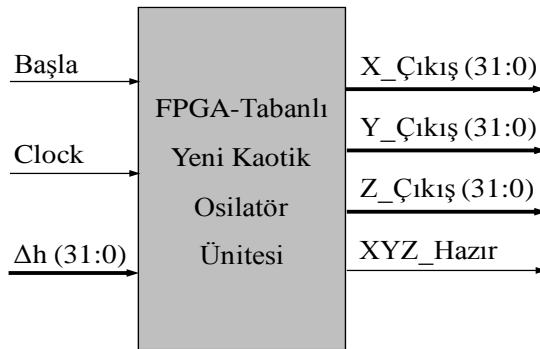 Başla
Clock
Δh (31:0)
FPGA-Tabanlı
Yeni Kaotik
Osilatör
Ünitesi
X_Çıkış (31:0)
Y_Çıkış (31:0)
Z_Çıkış (31:0)
XYZ_Hazır